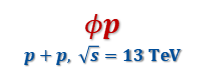 ϕp
p + p, √s = 13 TeV